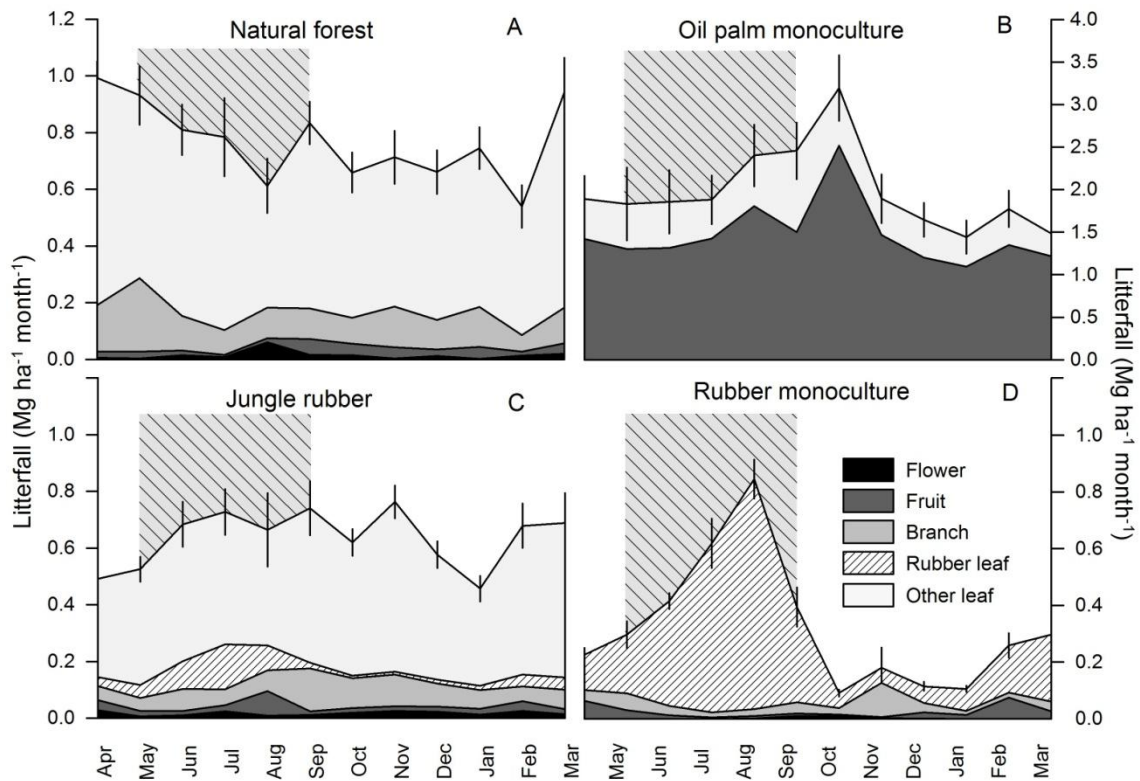 Natural forest A
Oil palm monoculture B
1.2
1.0
0.8
0.6
0.4
0.2
0.0
4.0
3.5
3.0
2.5
2.0
1.5
1.0
0.5
0.0
Litterfall (Mg ha⁻¹ month⁻¹)
Litterfall (Mg ha⁻¹ month⁻¹)
Jungle rubber C
Rubber monoculture D
1.0
0.8
0.6
0.4
0.2
0.0
Flower
Fruit
Branch
Rubber leaf
Other leaf
1.0
0.8
0.6
0.4
0.2
0.0
Apr May Jun Jul Aug Sep Oct Nov Dec Jan Feb Mar
May Jun Jul Aug Sep Oct Nov Dec Jan Feb Mar